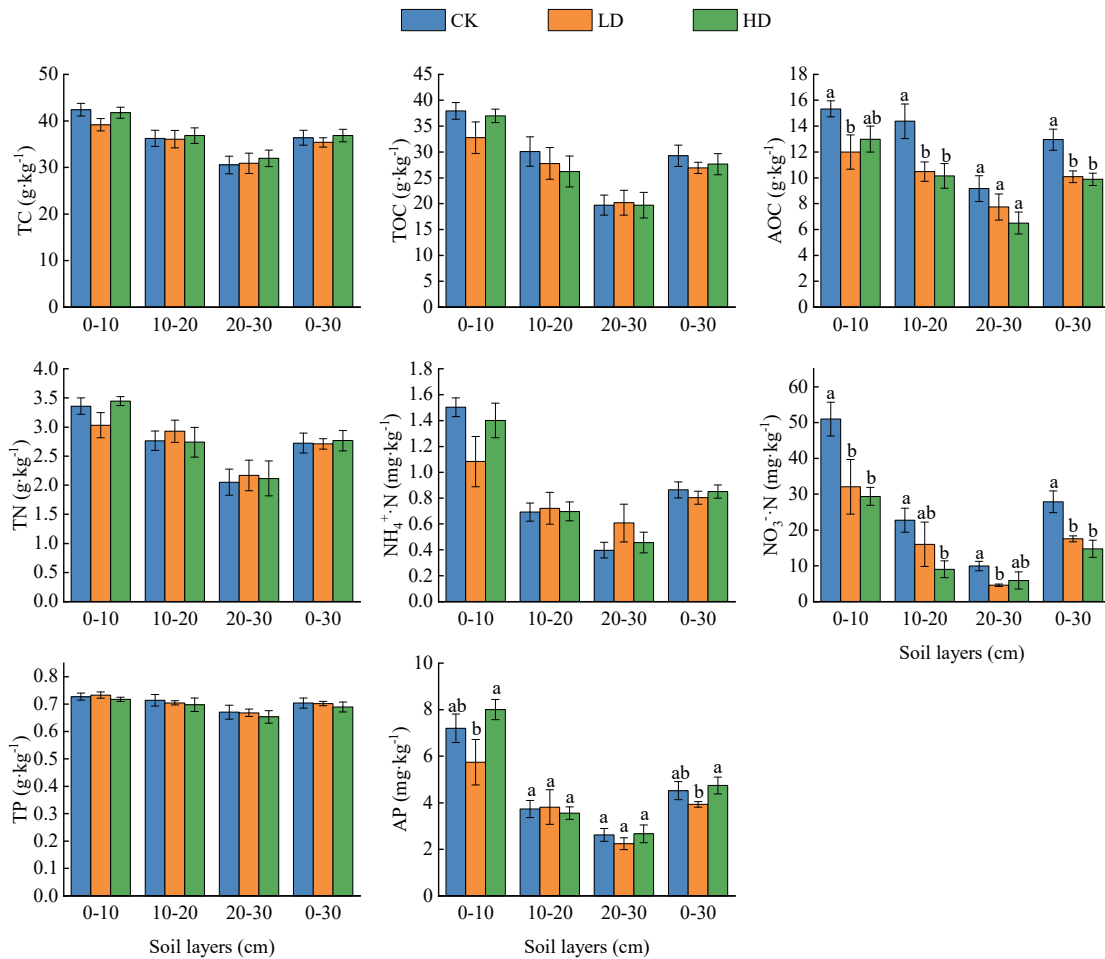 CK LD HD
TC (g·kg⁻¹)
50
40
30
20
10
0
0-10 10-20 20-30 0-30
TOC (g·kg⁻¹)
45
40
35
30
25
20
15
10
5
0
0-10 10-20 20-30 0-30
AOC (g·kg⁻¹)
18
16
14
12
10
8
6
4
2
0
a b ab a b b a a a a b b
0-10 10-20 20-30 0-30
TN (g·kg⁻¹)
4.0
3.5
3.0
2.5
2.0
1.5
1.0
0.5
0.0
0-10 10-20 20-30 0-30
NH₄⁺·N (mg·kg⁻¹)
1.8
1.6
1.4
1.2
1.0
0.8
0.6
0.4
0.2
0.0
0-10 10-20 20-30 0-30
NO₃⁻·N (mg·kg⁻¹)
60
50
40
30
20
10
0
a b b a ab b a b ab a b b
0-10 10-20 20-30 0-30
Soil layers (cm)
TP (g·kg⁻¹)
0.8
0.7
0.6
0.5
0.4
0.3
0.2
0.1
0.0
0-10 10-20 20-30 0-30
Soil layers (cm)
AP (mg·kg⁻¹)
10
8
6
4
2
0
ab b a a a a a a a ab b a
0-10 10-20 20-30 0-30
Soil layers (cm)